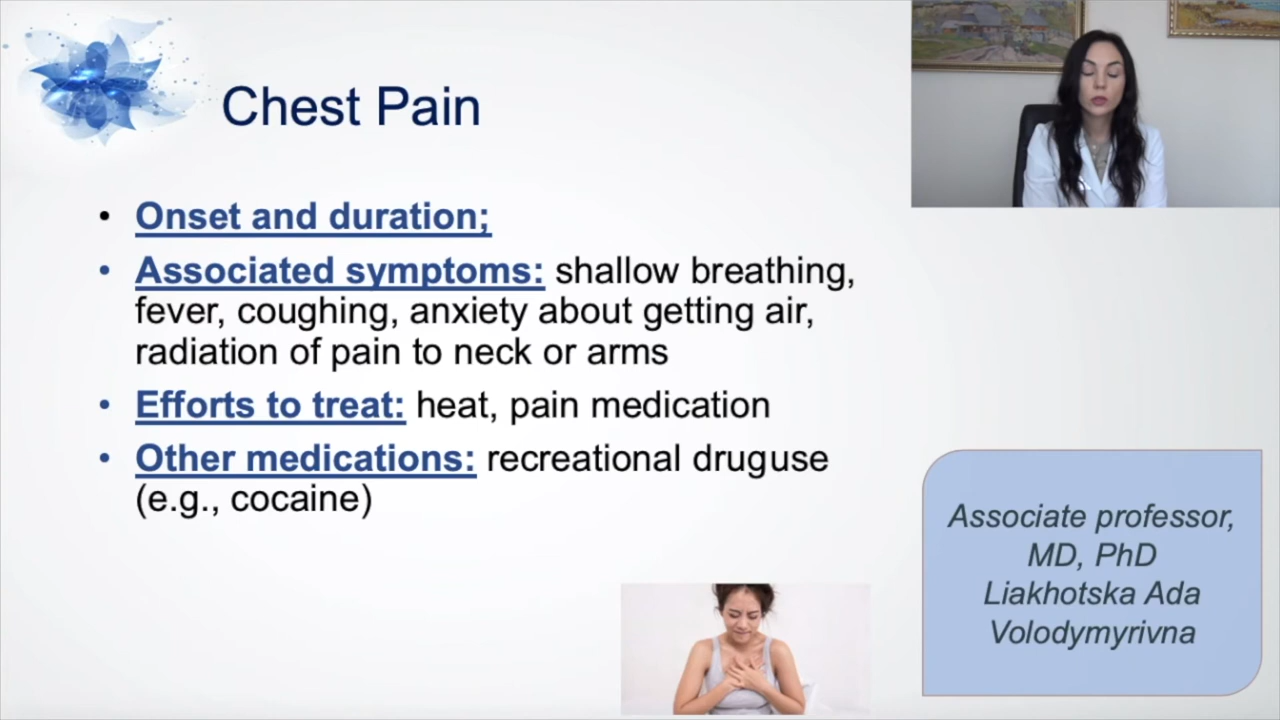 Chest Pain
• Onset and duration;
• Associated symptoms: shallow breathing,
fever, coughing, anxiety about getting air,
radiation of pain to neck or arms
• Efforts to treat: heat, pain medication
• Other medications: recreational druguse
(e.g., cocaine)
Associate professor,
MD, PhD
Liakhotska Ada
Volodymyrivna